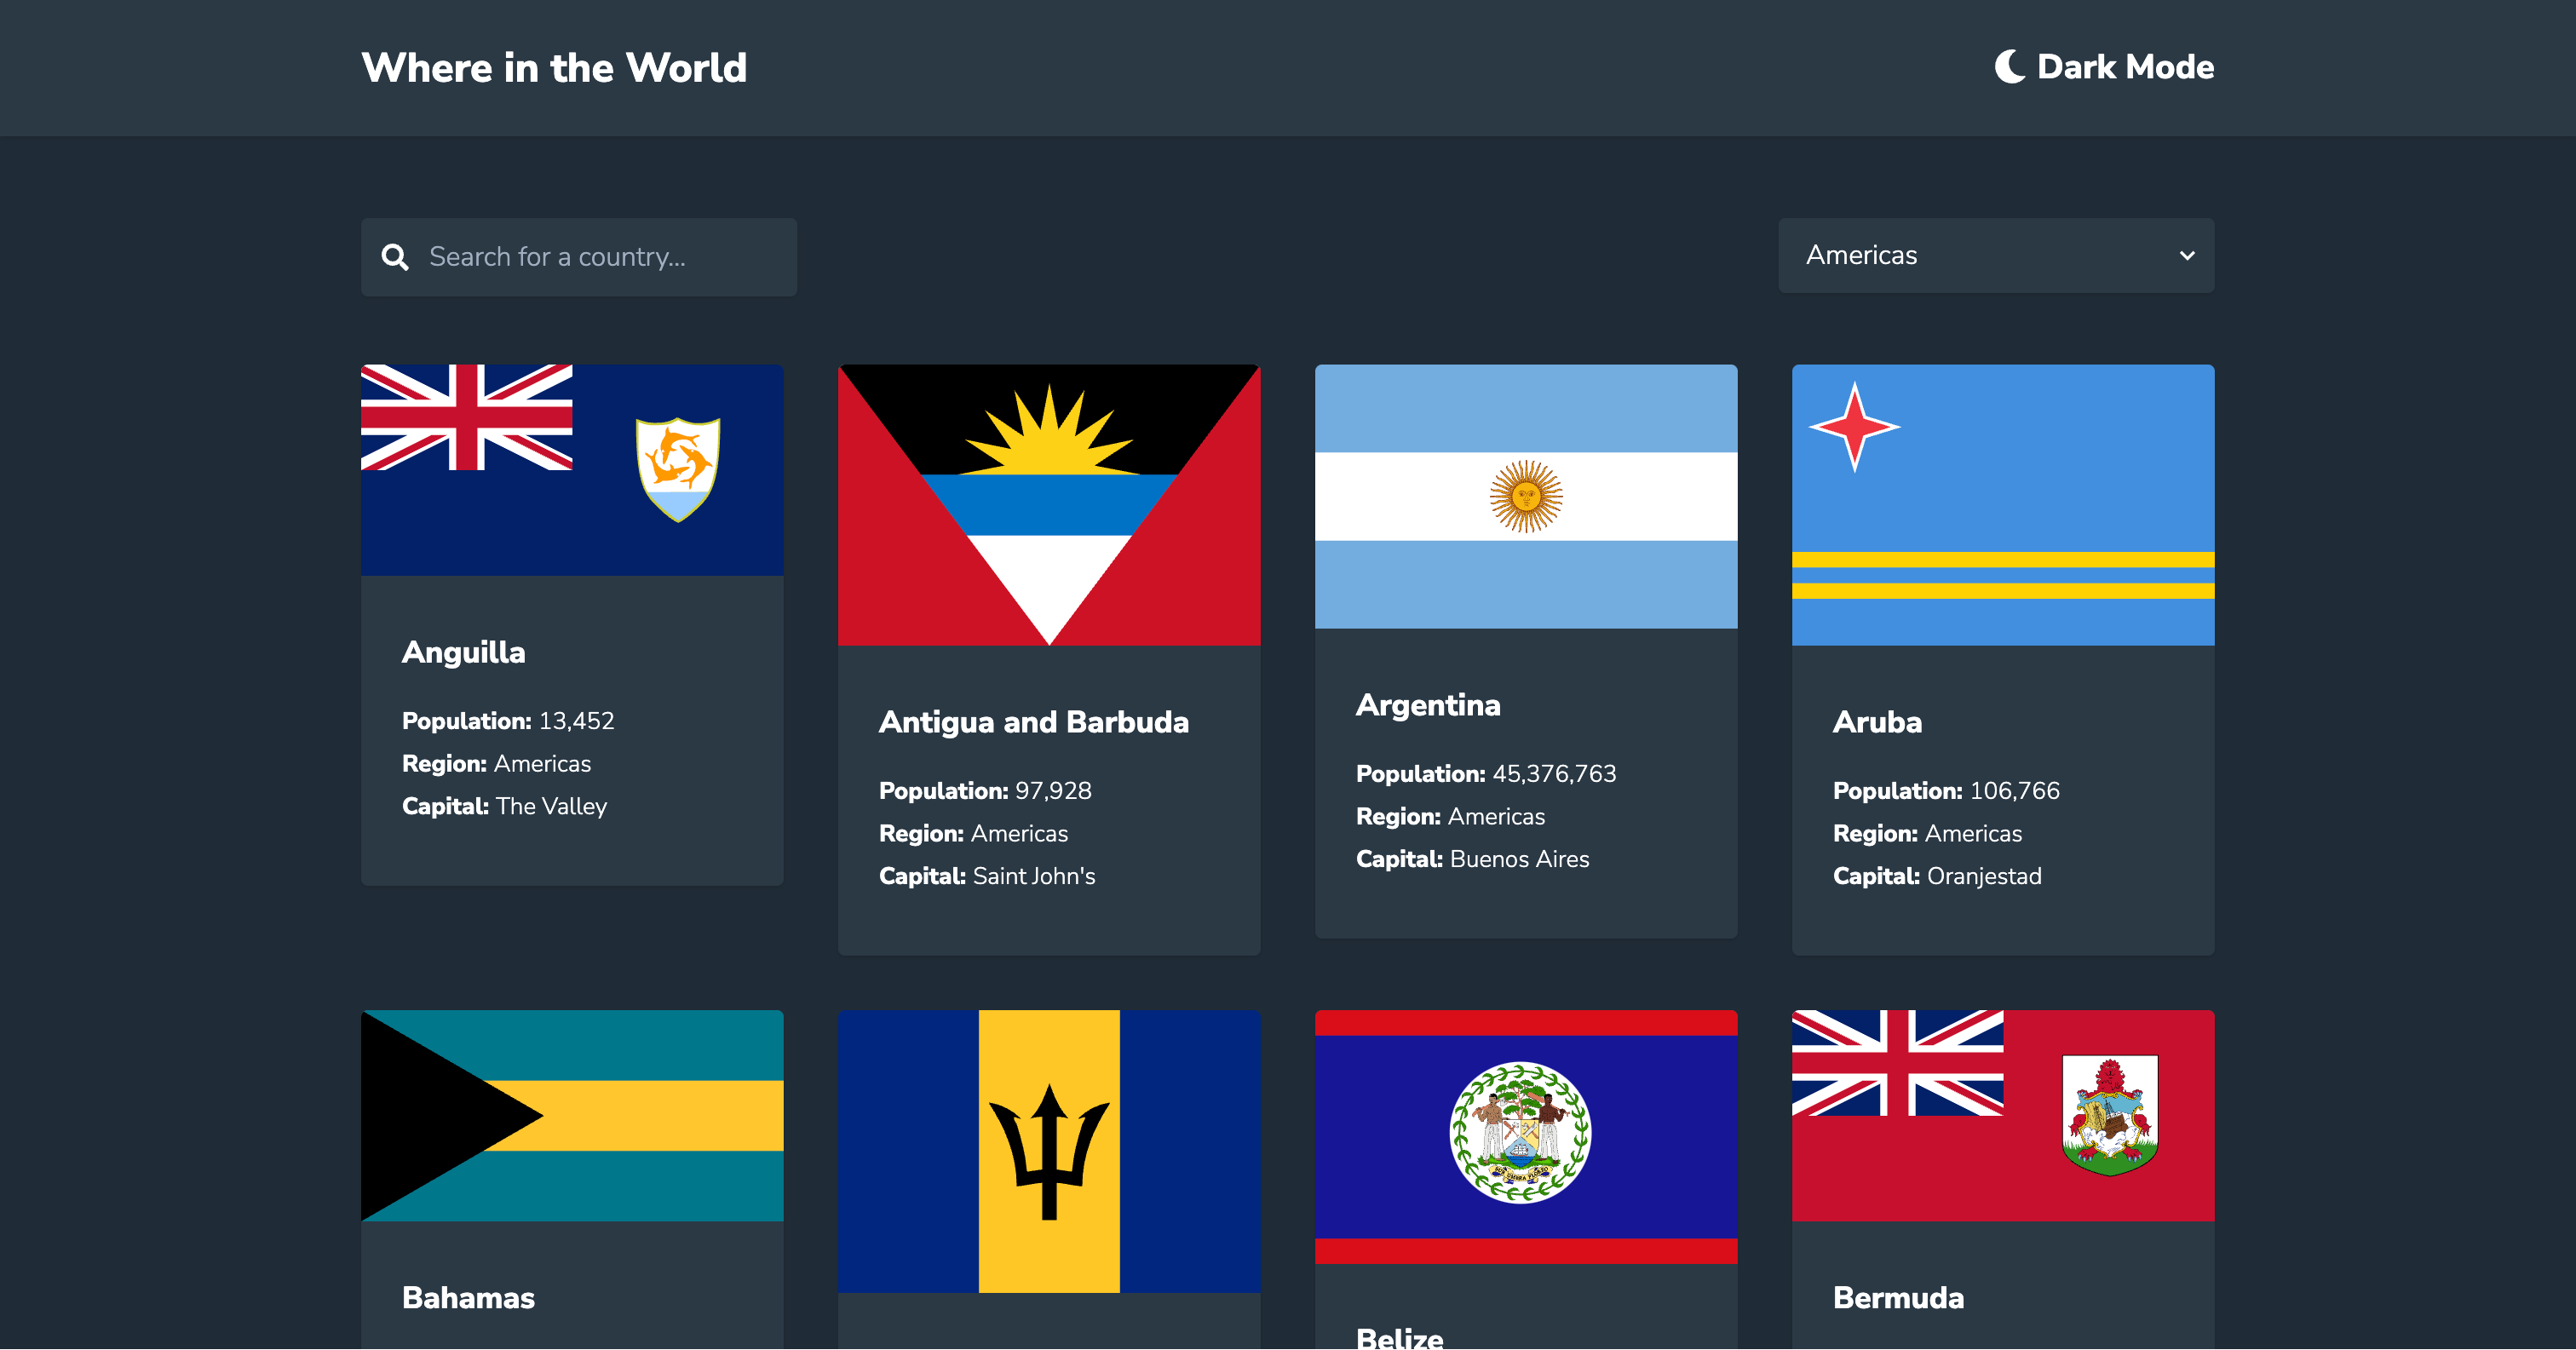 Where in the World
Dark Mode
Search for a country...
Americas
Anguilla
Population: 13,452
Region: Americas
Capital: The Valley
Antigua and Barbuda
Population: 97,928
Region: Americas
Capital: Saint John's
Argentina
Population: 45,376,763
Region: Americas
Capital: Buenos Aires
Aruba
Population: 106,766
Region: Americas
Capital: Oranjestad
Bahamas
Belize
Bermuda